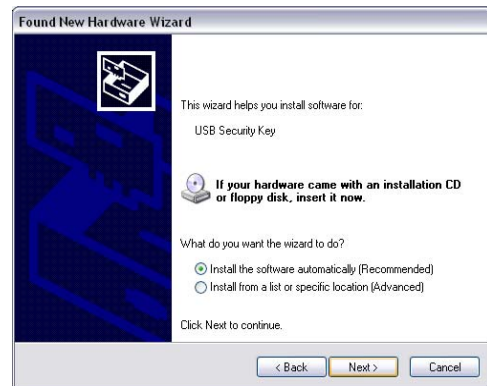 Found New Hardware Wizard
This wizard helps you install software for:
USB Security Key
If your hardware came with an installation CD
or floppy disk, insert it now.
What do you want the wizard to do?
Install the software automatically (Recommended)
Install from a list or specific location (Advanced)
Click Next to continue.
< Back Next > Cancel